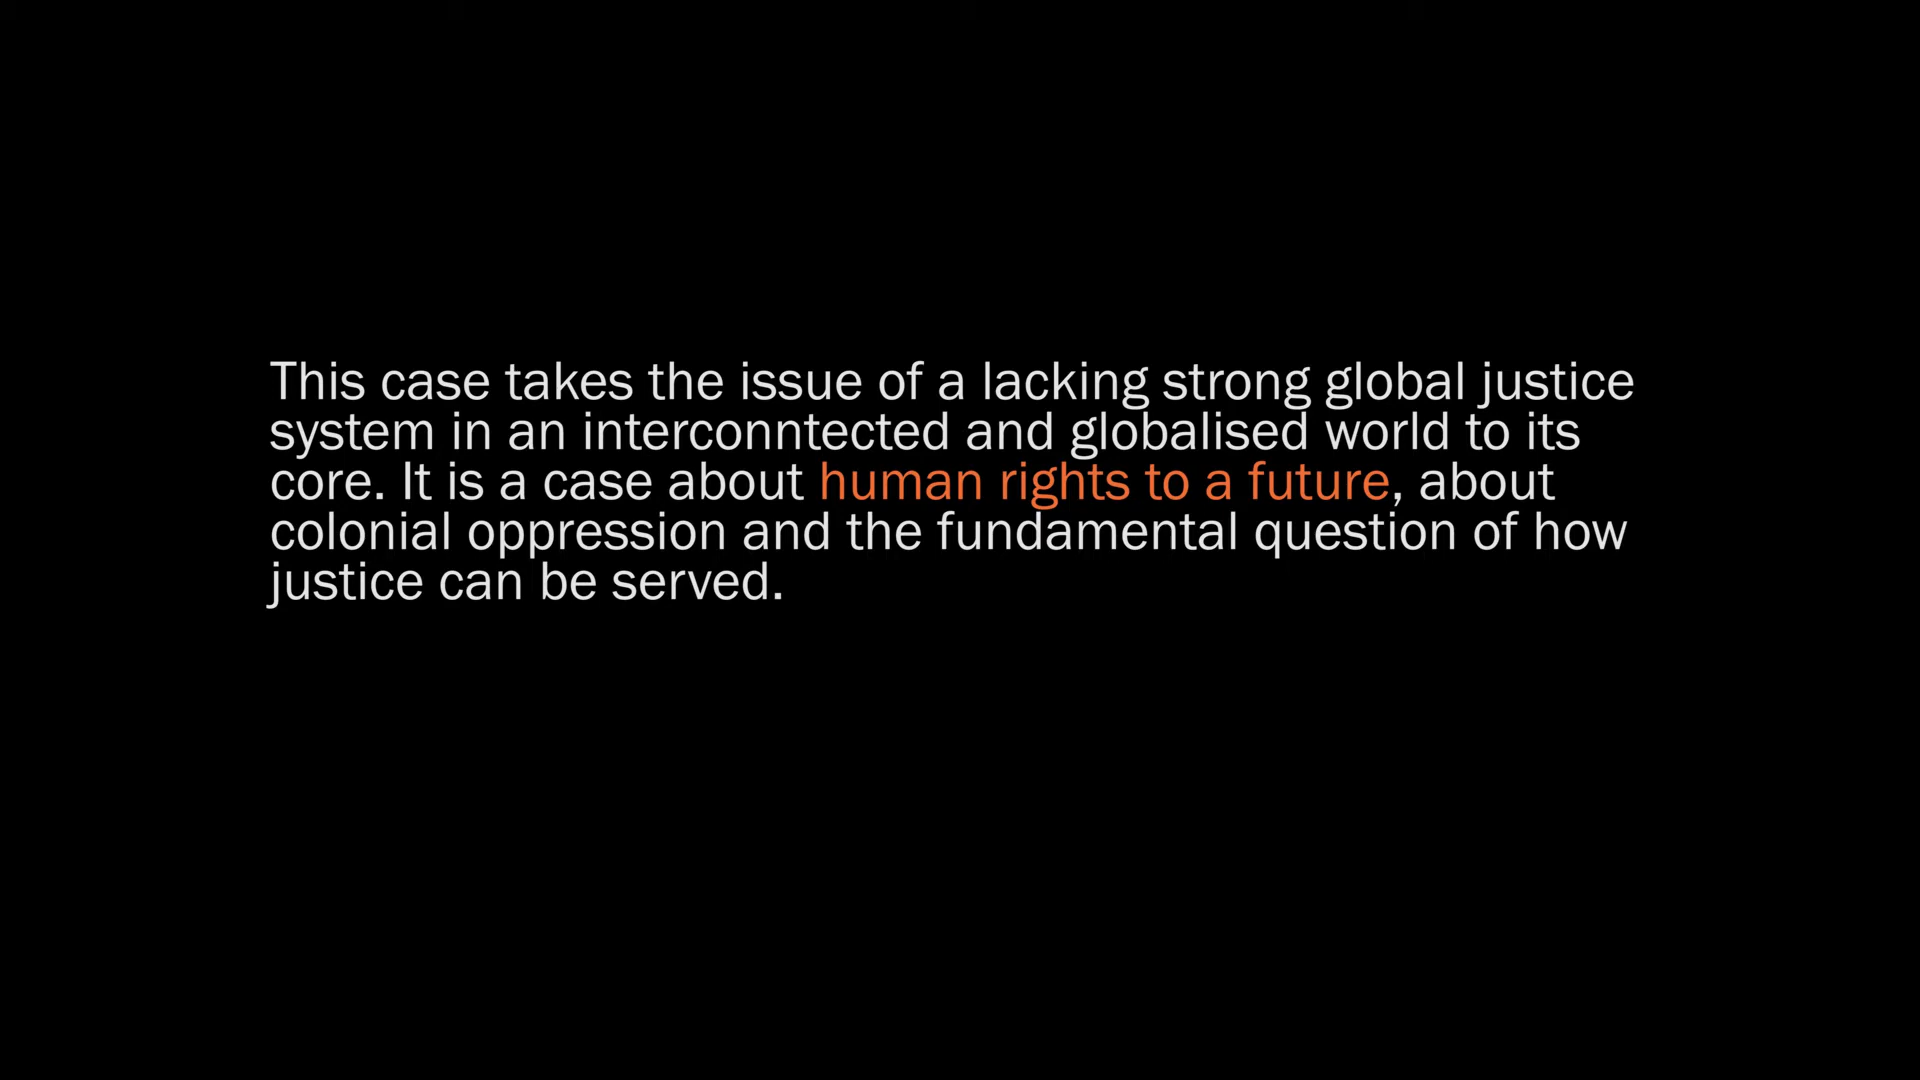 This case takes the issue of a lacking strong global justice
system in an interconntected and globalised world to its
core. It is a case about human rights to a future, about
colonial oppression and the fundamental question of how
justice can be served.